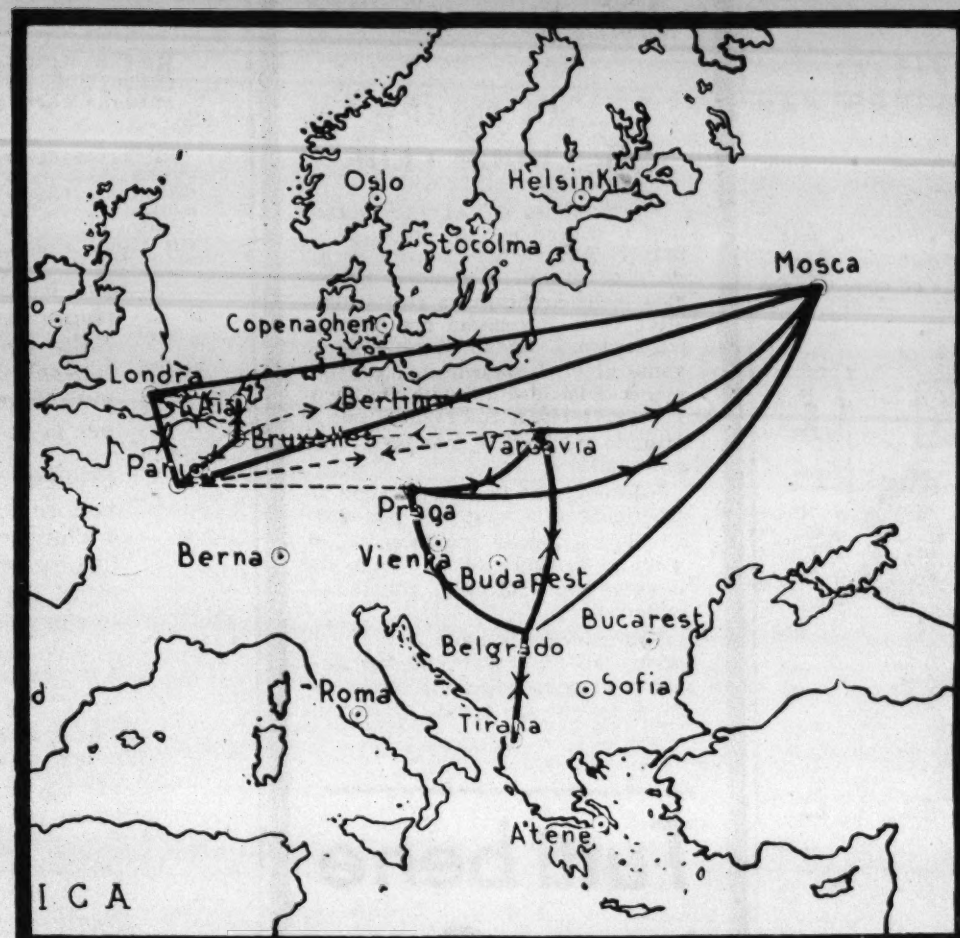 Oslo
Helsinki
Stocolma
Mosca
Copenaghen
Londra
L'Aia
Berlino
Bruxelles
Varsavia
Parigi
Praga
Berna
Vienna
Budapest
Bucarest
Belgrado
Sofia
Roma
Tirana
Atene
o
d
I C A